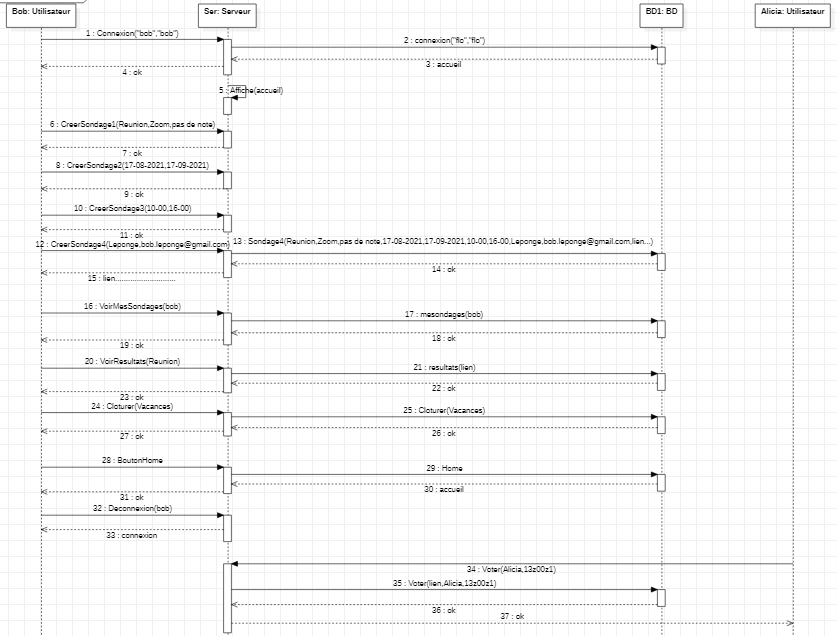 Bob: Utilisateur
Ser: Serveur
BD1: BD
Alicia: Utilisateur
1 : Connexion("bob","bob")
2 : connexion("flo","flo")
3 : accueil
4 : ok
5 : Affiche(accueil)
6 : CreerSondage1(Reunion,Zoom,pas de note)
7 : ok
8 : CreerSondage2(17-08-2021,17-09-2021)
9 : ok
10 : CreerSondage3(10-00,16-00)
11 : ok
12 : CreerSondage4(Leponge,bob.leponge@gmail.com)
13 : Sondage4(Reunion,Zoom,pas de note,17-08-2021,17-09-2021,10-00,16-00,Leponge,bob.leponge@gmail.com,lien...)
14 : ok
15 : lien..............................
16 : VoirMesSondages(bob)
17 : mesondages(bob)
18 : ok
19 : ok
20 : VoirResultats(Reunion)
21 : resultats(lien)
22 : ok
23 : ok
24 : Cloturer(Vacances)
25 : Cloturer(Vacances)
26 : ok
27 : ok
28 : BoutonHome
29 : Home
30 : accueil
31 : ok
32 : Deconnexion(bob)
33 : connexion
34 : Voter(Alicia,13z00z1)
35 : Voter(lien,Alicia,13z00z1)
36 : ok
37 : ok